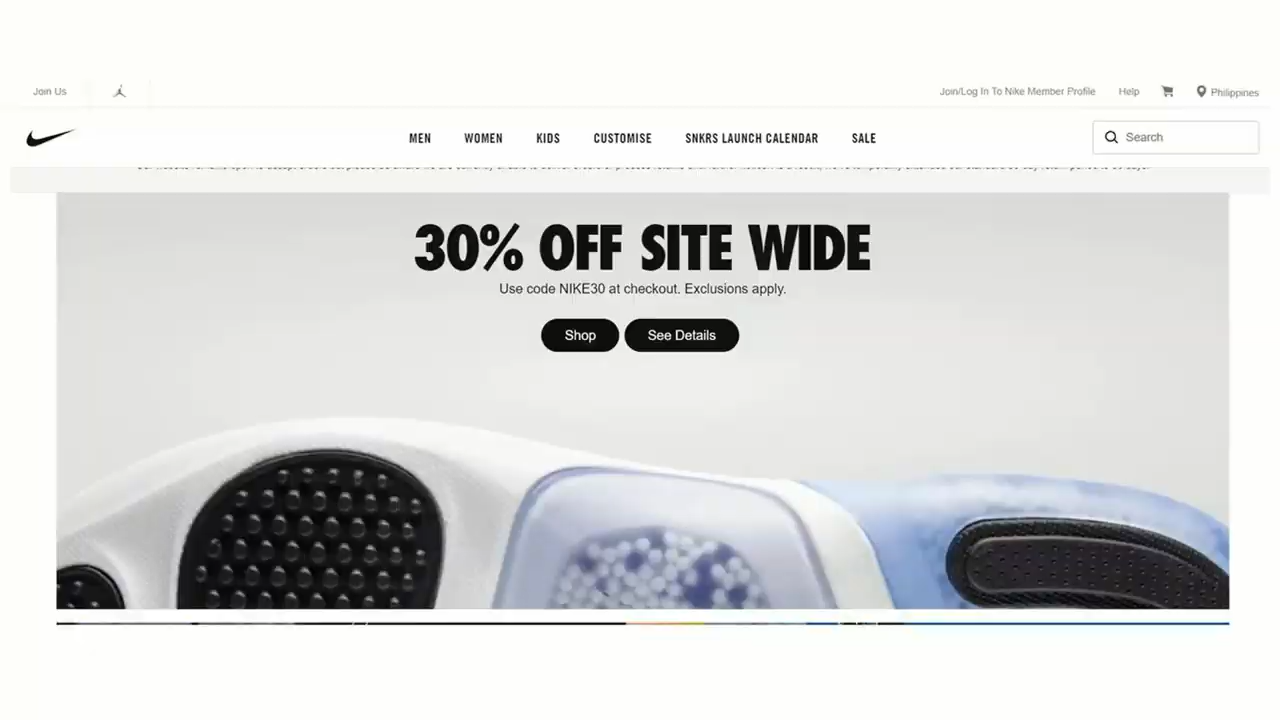 Join Us
Join/Log In To Nike Member Profile Help Philippines
MEN WOMEN KIDS CUSTOMISE SNKRS LAUNCH CALENDAR SALE
Search
30% OFF SITE WIDE
Use code NIKE30 at checkout. Exclusions apply.
Shop See Details